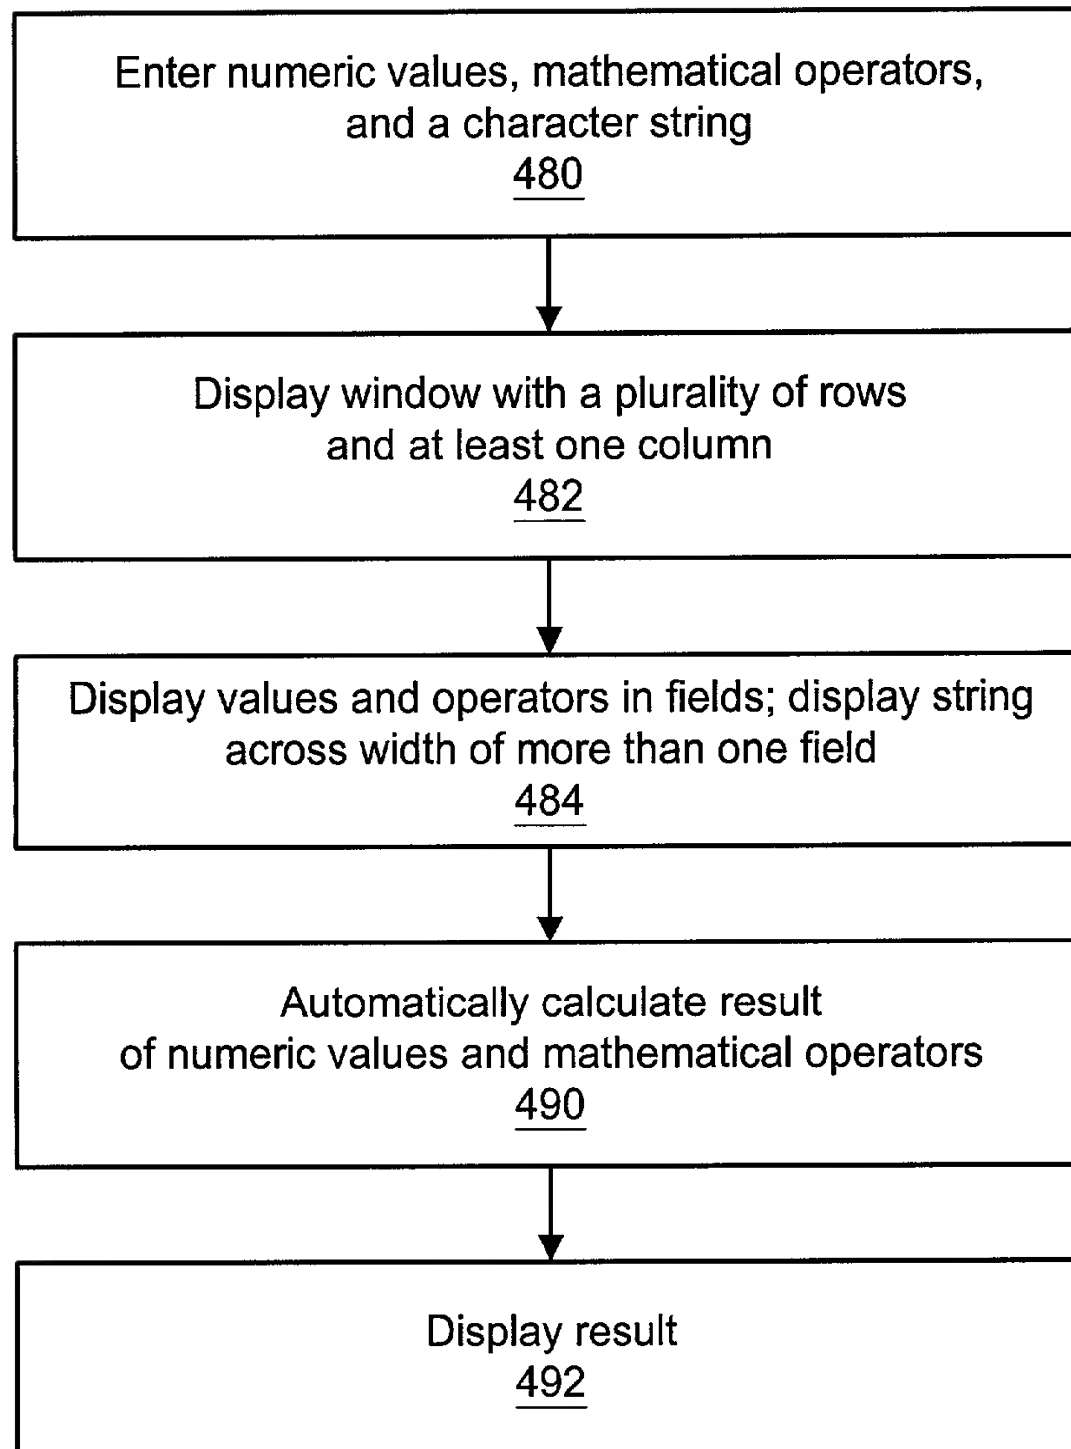 Enter numeric values, mathematical operators,
and a character string
480
Display window with a plurality of rows
and at least one column
482
Display values and operators in fields; display string
across width of more than one field
484
Automatically calculate result
of numeric values and mathematical operators
490
Display result
492